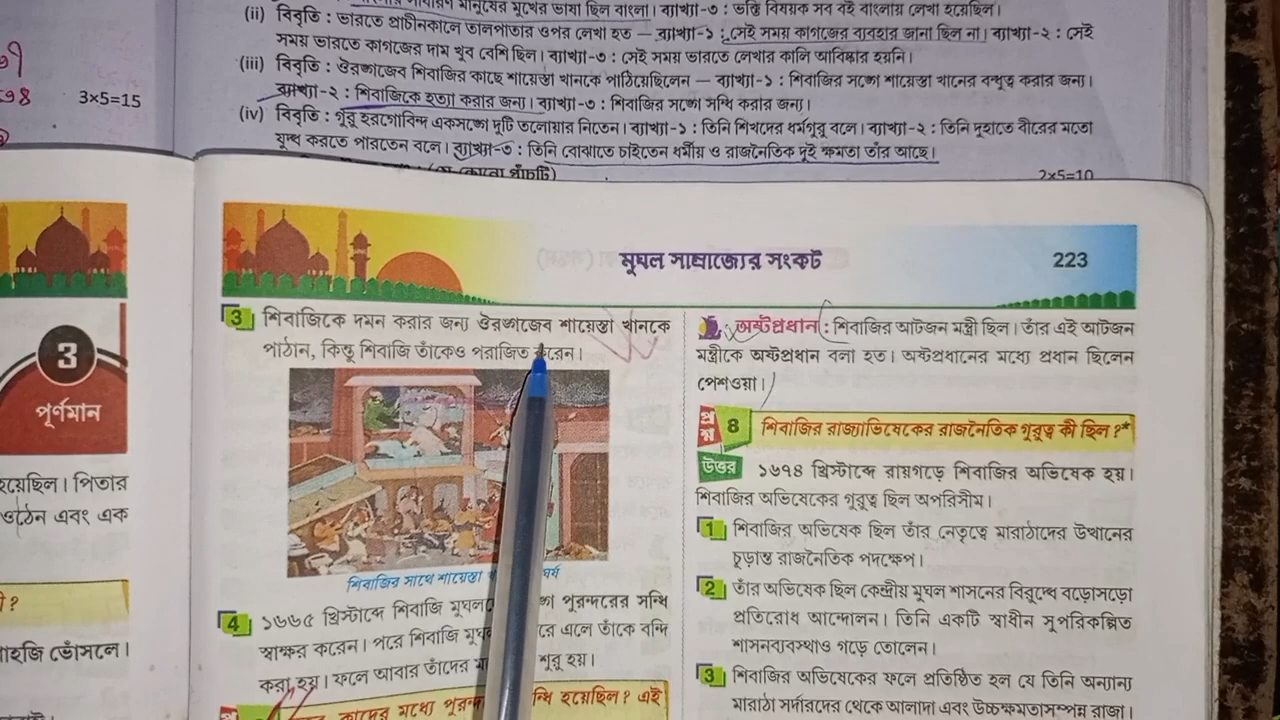 মানুষের মুখের ভাষা ছিল বাংলা। ব্যাখ্যা-৩ : ভক্তি বিষয়ক সব বই বাংলায় লেখা হয়েছিল।
(ii) বিবৃতি : ভারতে প্রাচীনকালে তালপাতার ওপর লেখা হত — ব্যাখ্যা-১ : সেই সময় কাগজের ব্যবহার জানা ছিল না। ব্যাখ্যা-২ : সেই
সময় ভারতে কাগজের দাম খুব বেশি ছিল। ব্যাখ্যা-৩ : সেই সময় ভারতে লেখার কালি আবিষ্কার হয়নি।
(iii) বিবৃতি : ঔরঙ্গজেব শিবাজির কাছে শায়েস্তা খানকে পাঠিয়েছিলেন — ব্যাখ্যা-১ : শিবাজির সঙ্গে শায়েস্তা খানের বন্ধুত্ব করার জন্য।
ব্যাখ্যা-২ : শিবাজিকে হত্যা করার জন্য। ব্যাখ্যা-৩ : শিবাজির সঙ্গে সন্ধি করার জন্য।
(iv) বিবৃতি : গুরু হরগোবিন্দ একসঙ্গে দুটি তলোয়ার নিতেন। ব্যাখ্যা-১ : তিনি শিখদের ধর্মগুরু বলে। ব্যাখ্যা-২ : তিনি দুহাতে বীরের মতো
যুদ্ধ করতে পারতেন বলে। ব্যাখ্যা-৩ : তিনি বোঝাতে চাইতেন ধর্মীয় ও রাজনৈতিক দুই ক্ষমতা তাঁর আছে।
3×5=15
(যে কোনো পাঁচটি)
2×5=10
মুঘল সাম্রাজ্যের সংকট
223
3
পূর্ণমান
হয়েছিল। পিতার
ওঠেন এবং এক
ী ?
াহজি ভোঁসলে।
3 শিবাজিকে দমন করার জন্য ঔরঙ্গজেব শায়েস্তা খানকে
পাঠান, কিন্তু শিবাজি তাঁকেও পরাজিত করেন।
শিবাজির সাথে শায়েস্তা
4 ১৬৬৫ খ্রিস্টাব্দে শিবাজি পুরন্দরের সন্ধি
স্বাক্ষর করেন। পরে শিবাজি এলে তাঁকে বন্দি
করা হয়। ফলে আবার তাঁদের শুরু হয়।
কাদের মধ্যে সন্ধি হয়েছিল? এই
অষ্টপ্রধান : শিবাজির আটজন মন্ত্রী ছিল। তাঁর এই আটজন
মন্ত্রীকে অষ্টপ্রধান বলা হত। অষ্টপ্রধানের মধ্যে প্রধান ছিলেন
পেশওয়া।
প্রশ্ন 8 শিবাজির রাজ্যাভিষেকের রাজনৈতিক গুরুত্ব কী ছিল ?*
উত্তর ১৬৭৪ খ্রিস্টাব্দে রায়গড়ে শিবাজির অভিষেক হয়।
শিবাজির অভিষেকের গুরুত্ব ছিল অপরিসীম।
1 শিবাজির অভিষেক ছিল তাঁর নেতৃত্বে মারাঠাদের উত্থানের
চূড়ান্ত রাজনৈতিক পদক্ষেপ।
2 তাঁর অভিষেক ছিল কেন্দ্রীয় মুঘল শাসনের বিরুদ্ধে বড়োসড়ো
প্রতিরোধ আন্দোলন। তিনি একটি স্বাধীন সুপরিকল্পিত
শাসনব্যবস্থাও গড়ে তোলেন।
3 শিবাজির অভিষেকের ফলে প্রতিষ্ঠিত হল যে তিনি অন্যান্য
মারাঠা সর্দারদের থেকে আলাদা এবং উচ্চক্ষমতাসম্পন্ন রাজা।